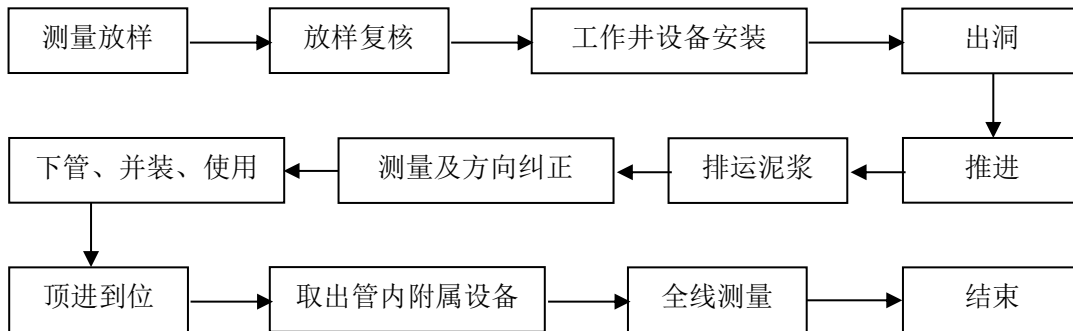 测量放样 放样复核 工作井设备安装 出洞
下管、并装、使用 测量及方向纠正 排运泥浆 推进
顶进到位 取出管内附属设备 全线测量 结束